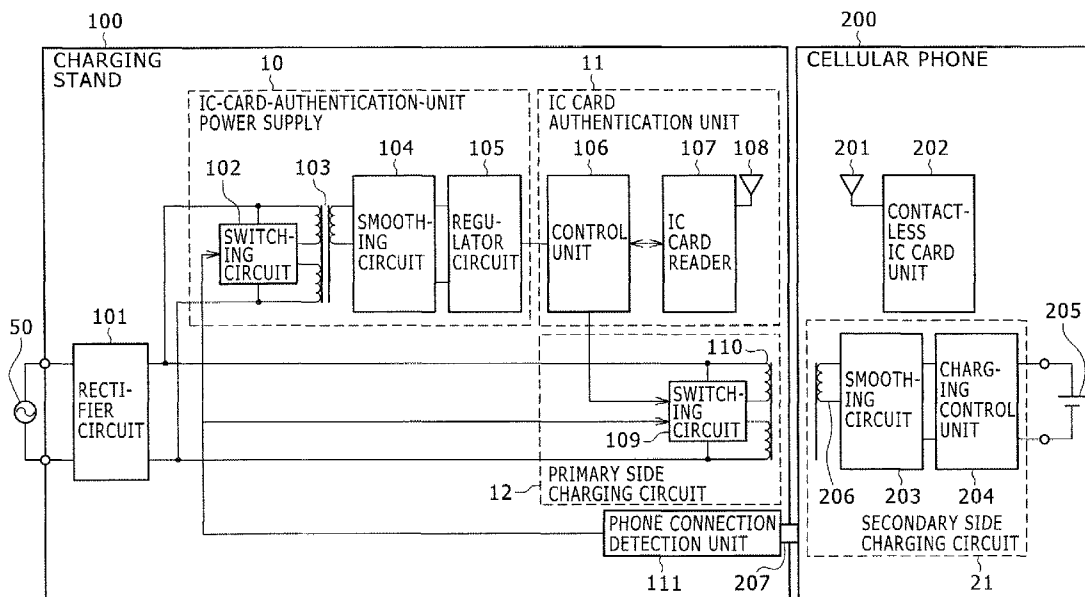 100
200
CHARGING
STAND
CELLULAR PHONE
10
11
IC-CARD-AUTHENTICATION-UNIT
POWER SUPPLY
IC CARD
AUTHENTICATION UNIT
102
103
104
105
106
107
108
201
202
SWITCH-
ING
CIRCUIT
SMOOTH-
ING
CIRCUIT
REGU-
LATOR
CIRCUIT
CONTROL
UNIT
IC
CARD
READER
CONTACT-
LESS
IC CARD
UNIT
50
101
RECTI-
FIER
CIRCUIT
110
SWITCH-
ING
CIRCUIT
109
12
PRIMARY SIDE
CHARGING CIRCUIT
205
SMOOTH-
ING
CIRCUIT
CHARG-
ING
CONTROL
UNIT
206
203
204
SECONDARY SIDE
CHARGING CIRCUIT
PHONE CONNECTION
DETECTION UNIT
111
207
21